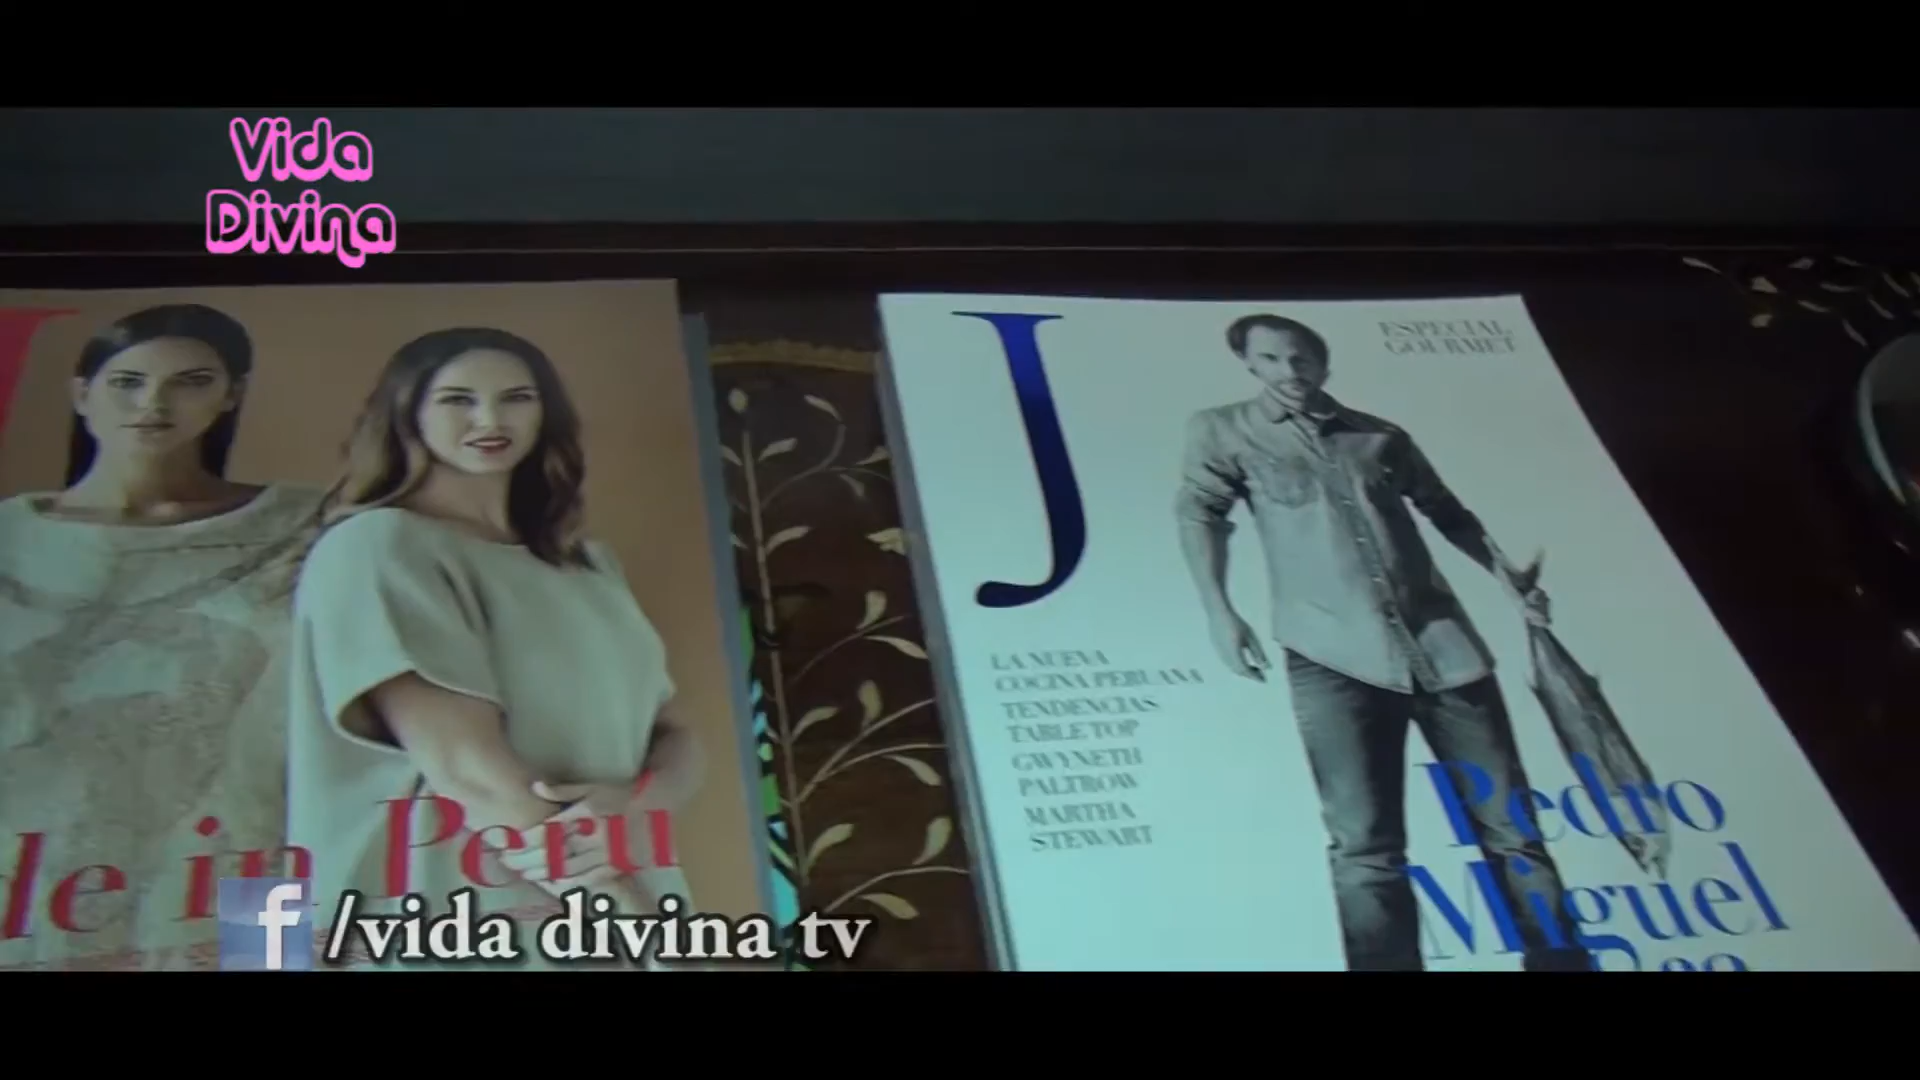 Vida
Divina
J
ESPECIAL
GOURMET
LA NUEVA
COCINA PERUANA
TENDENCIAS
TABLE TOP
GWYNETH
PALTROW
MARTHA
STEWART
Pedro
Miguel
de in Perú
f /vida divina tv